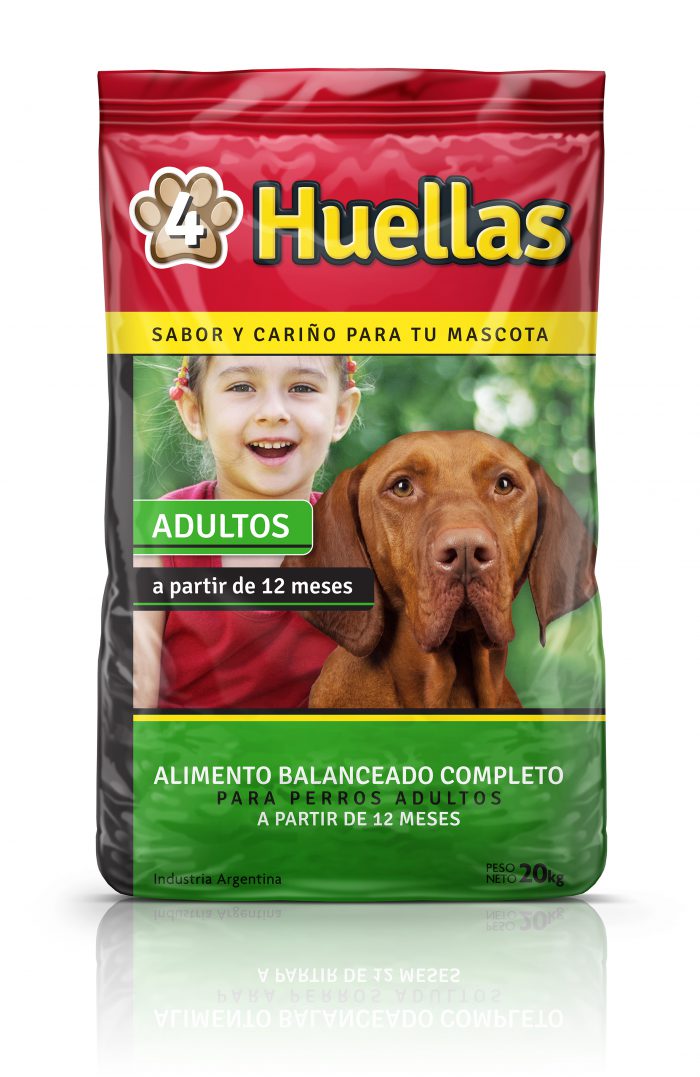 4 Huellas
SABOR Y CARIÑO PARA TU MASCOTA
ADULTOS
a partir de 12 meses
ALIMENTO BALANCEADO COMPLETO
PARA PERROS ADULTOS
A PARTIR DE 12 MESES
Industria Argentina
PESO NETO 20kg